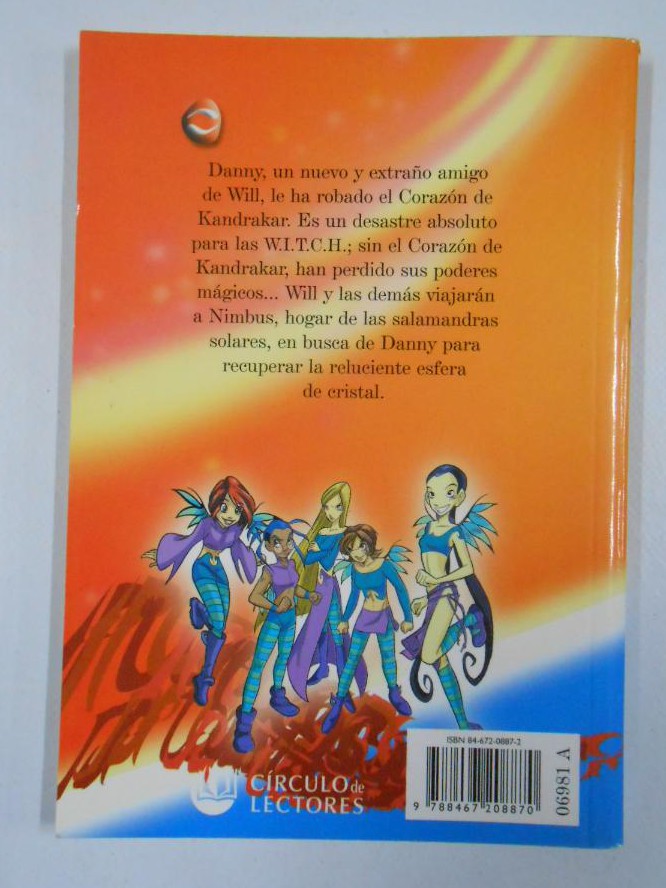 Danny, un nuevo y extraño amigo
de Will, le ha robado el Corazón de
Kandrakar. Es un desastre absoluto
para las W.I.T.C.H.; sin el Corazón de
Kandrakar, han perdido sus poderes
mágicos... Will y las demás viajarán
a Nimbus, hogar de las salamandras
solares, en busca de Danny para
recuperar la reluciente esfera
de cristal.
ISBN 84-672-0887-2
9 788467 208870
06981 A
CÍRCULO de
LECTORES